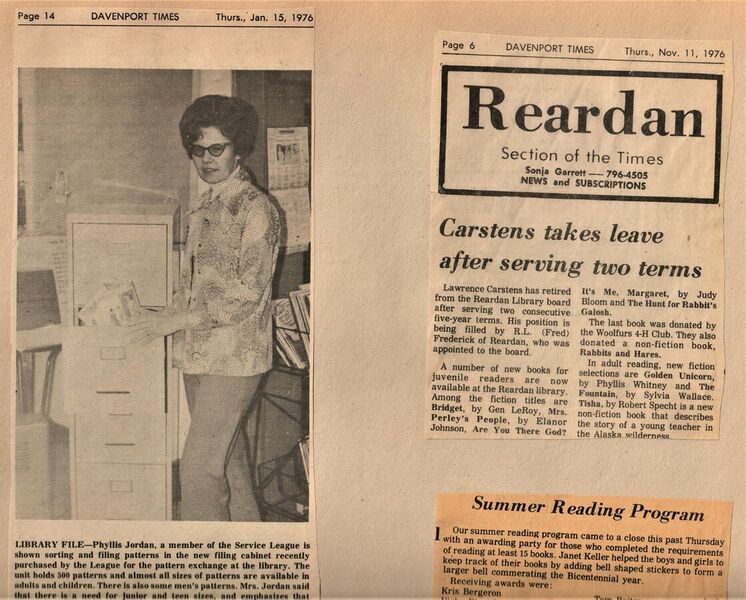 Page 14 DAVENPORT TIMES Thurs., Jan. 15, 1976
LIBRARY FILE—Phyllis Jordan, a member of the Service League is
shown sorting and filing patterns in the new filing cabinet recently
purchased by the League for the pattern exchange at the library. The
unit holds 500 patterns and almost all sizes of patterns are available in
adults and children. There is also some men's patterns. Mrs. Jordan said
that there is a need for junior and teen sizes, and emphasizes that
Page 6 DAVENPORT TIMES Thurs., Nov. 11, 1976
Reardan
Section of the Times
Sonja Garrett — 796-4505
NEWS and SUBSCRIPTIONS
Carstens takes leave
after serving two terms
Lawrence Carstens has retired
from the Reardan Library board
after serving two consecutive
five-year terms. His position is
being filled by R.L. (Fred)
Frederick of Reardan, who was
appointed to the board.
A number of new books for
juvenile readers are now
available at the Reardan library.
Among the fiction titles are
Bridget, by Gen LeRoy, Mrs.
Perley's People, by Elanor
Johnson, Are You There God?
It's Me, Margaret, by Judy
Bloom and The Hunt for Rabbit's
Galosh.
The last book was donated by
the Woolfurs 4-H Club. They also
donated a non-fiction book,
Rabbits and Hares.
In adult reading, new fiction
selections are Golden Unicorn,
by Phyllis Whitney and The
Fountain, by Sylvia Wallace.
Tisha, by Robert Specht is a new
non-fiction book that describes
the story of a young teacher in
the Alaska wilderness.
Summer Reading Program
Our summer reading program came to a close this past Thursday
with an awarding party for those who completed the requirements
of reading at least 15 books. Janet Keller helped the boys and girls to
keep track of their books by adding bell shaped stickers to form a
larger bell commerating the Bicentennial year.
Receiving awards were:
Kris Bergeron